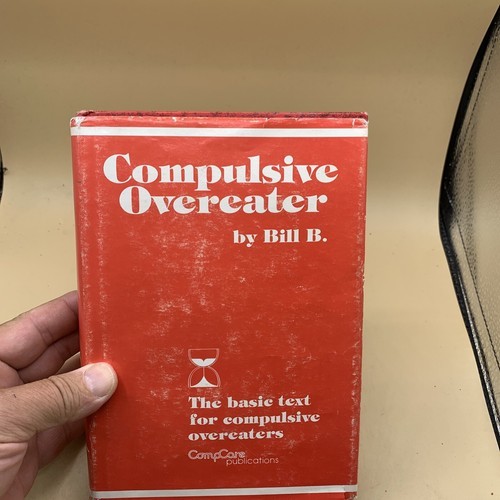 Compulsive
Overeater
by Bill B.
The basic text
for compulsive
overeaters
CompCare
publications